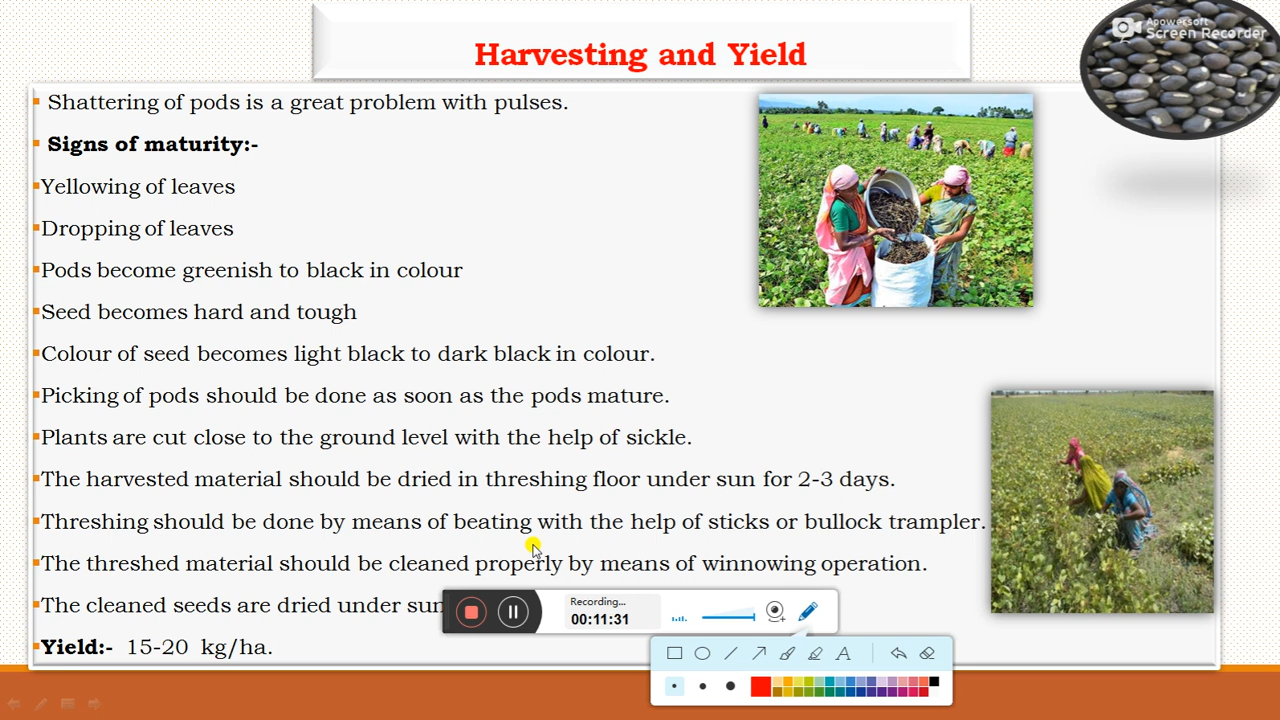 Harvesting and Yield
Apowersoft
Screen Recorder
Shattering of pods is a great problem with pulses.
Signs of maturity:-
Yellowing of leaves
Dropping of leaves
Pods become greenish to black in colour
Seed becomes hard and tough
Colour of seed becomes light black to dark black in colour.
Picking of pods should be done as soon as the pods mature.
Plants are cut close to the ground level with the help of sickle.
The harvested material should be dried in threshing floor under sun for 2-3 days.
Threshing should be done by means of beating with the help of sticks or bullock trampler.
The threshed material should be cleaned properly by means of winnowing operation.
The cleaned seeds are dried under sun
Recording...
00:11:31
Yield:- 15-20 kg/ha.
A